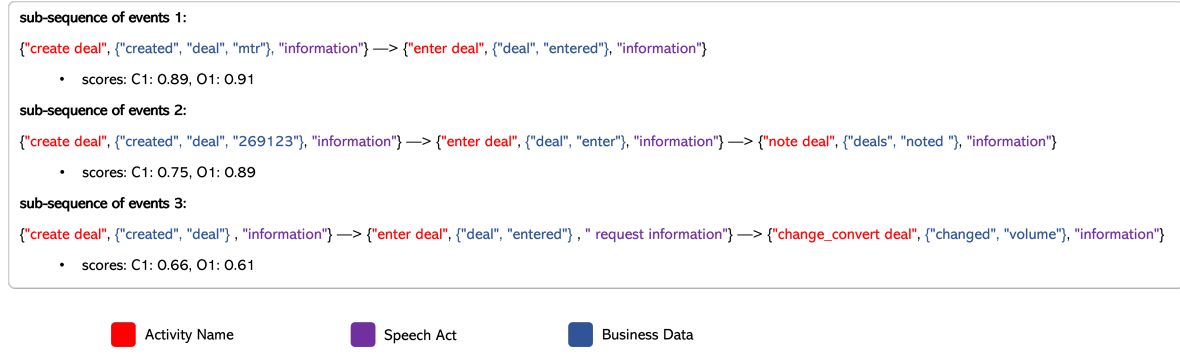 sub-sequence of events 1:
{"create deal", {"created", "deal", "mtr"}, "information"} —> {"enter deal", {"deal", "entered"}, "information"}
• scores: C1: 0.89, O1: 0.91
sub-sequence of events 2:
{"create deal", {"created", "deal", "269123"}, "information"} —> {"enter deal", {"deal", "enter"}, "information"} —> {"note deal", {"deals", "noted "}, "information"}
• scores: C1: 0.75, O1: 0.89
sub-sequence of events 3:
{"create deal", {"created", "deal"} , "information"} —> {"enter deal", {"deal", "entered"} , " request information"} —> {"change_convert deal", {"changed", "volume"}, "information"}
• scores: C1: 0.66, O1: 0.61
Activity Name Speech Act Business Data